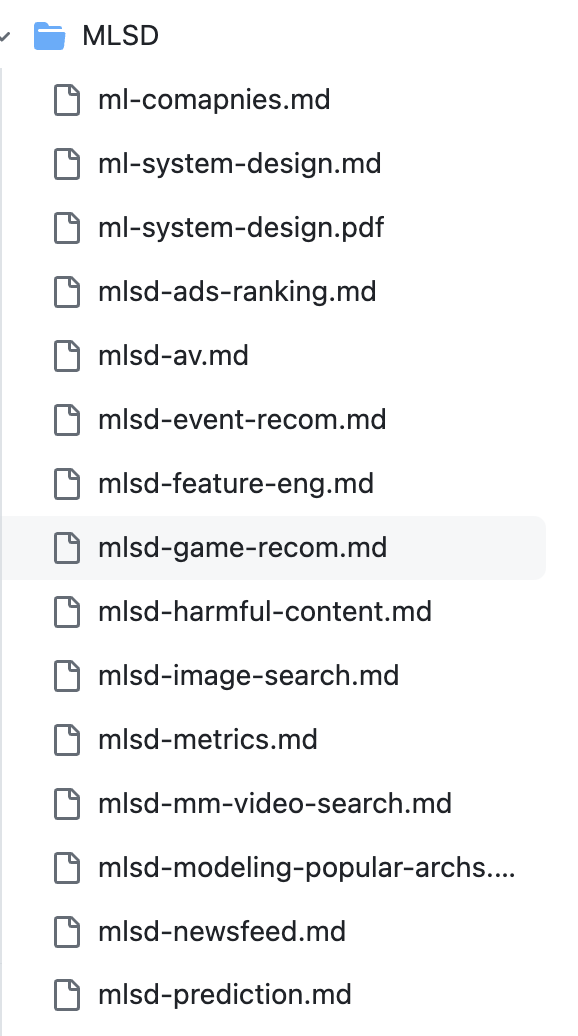 MLSD
ml-comapnies.md
ml-system-design.md
ml-system-design.pdf
mlsd-ads-ranking.md
mlsd-av.md
mlsd-event-recom.md
mlsd-feature-eng.md
mlsd-game-recom.md
mlsd-harmful-content.md
mlsd-image-search.md
mlsd-metrics.md
mlsd-mm-video-search.md
mlsd-modeling-popular-archs....
mlsd-newsfeed.md
mlsd-prediction.md